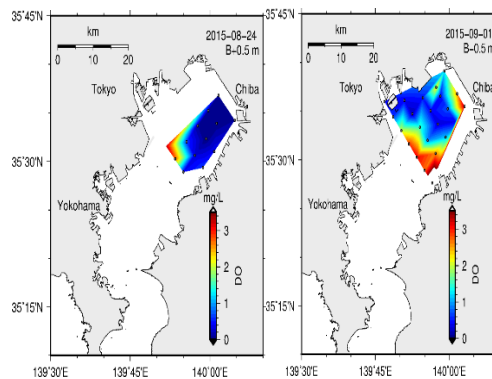 35˚45'N
km
0 10 20
2015-08-24
B-0.5 m
Tokyo
Chiba
35˚30'N
Yokohama
mg/L
3
2
1
0
DO
35˚15'N
139˚30'E 139˚45'E 140˚00'E
35˚45'N
km
0 10 20
2015-09-01
B-0.5 m
Tokyo
Chiba
35˚30'N
Yokohama
mg/L
3
2
1
0
DO
35˚15'N
139˚30'E 139˚45'E 140˚00'E